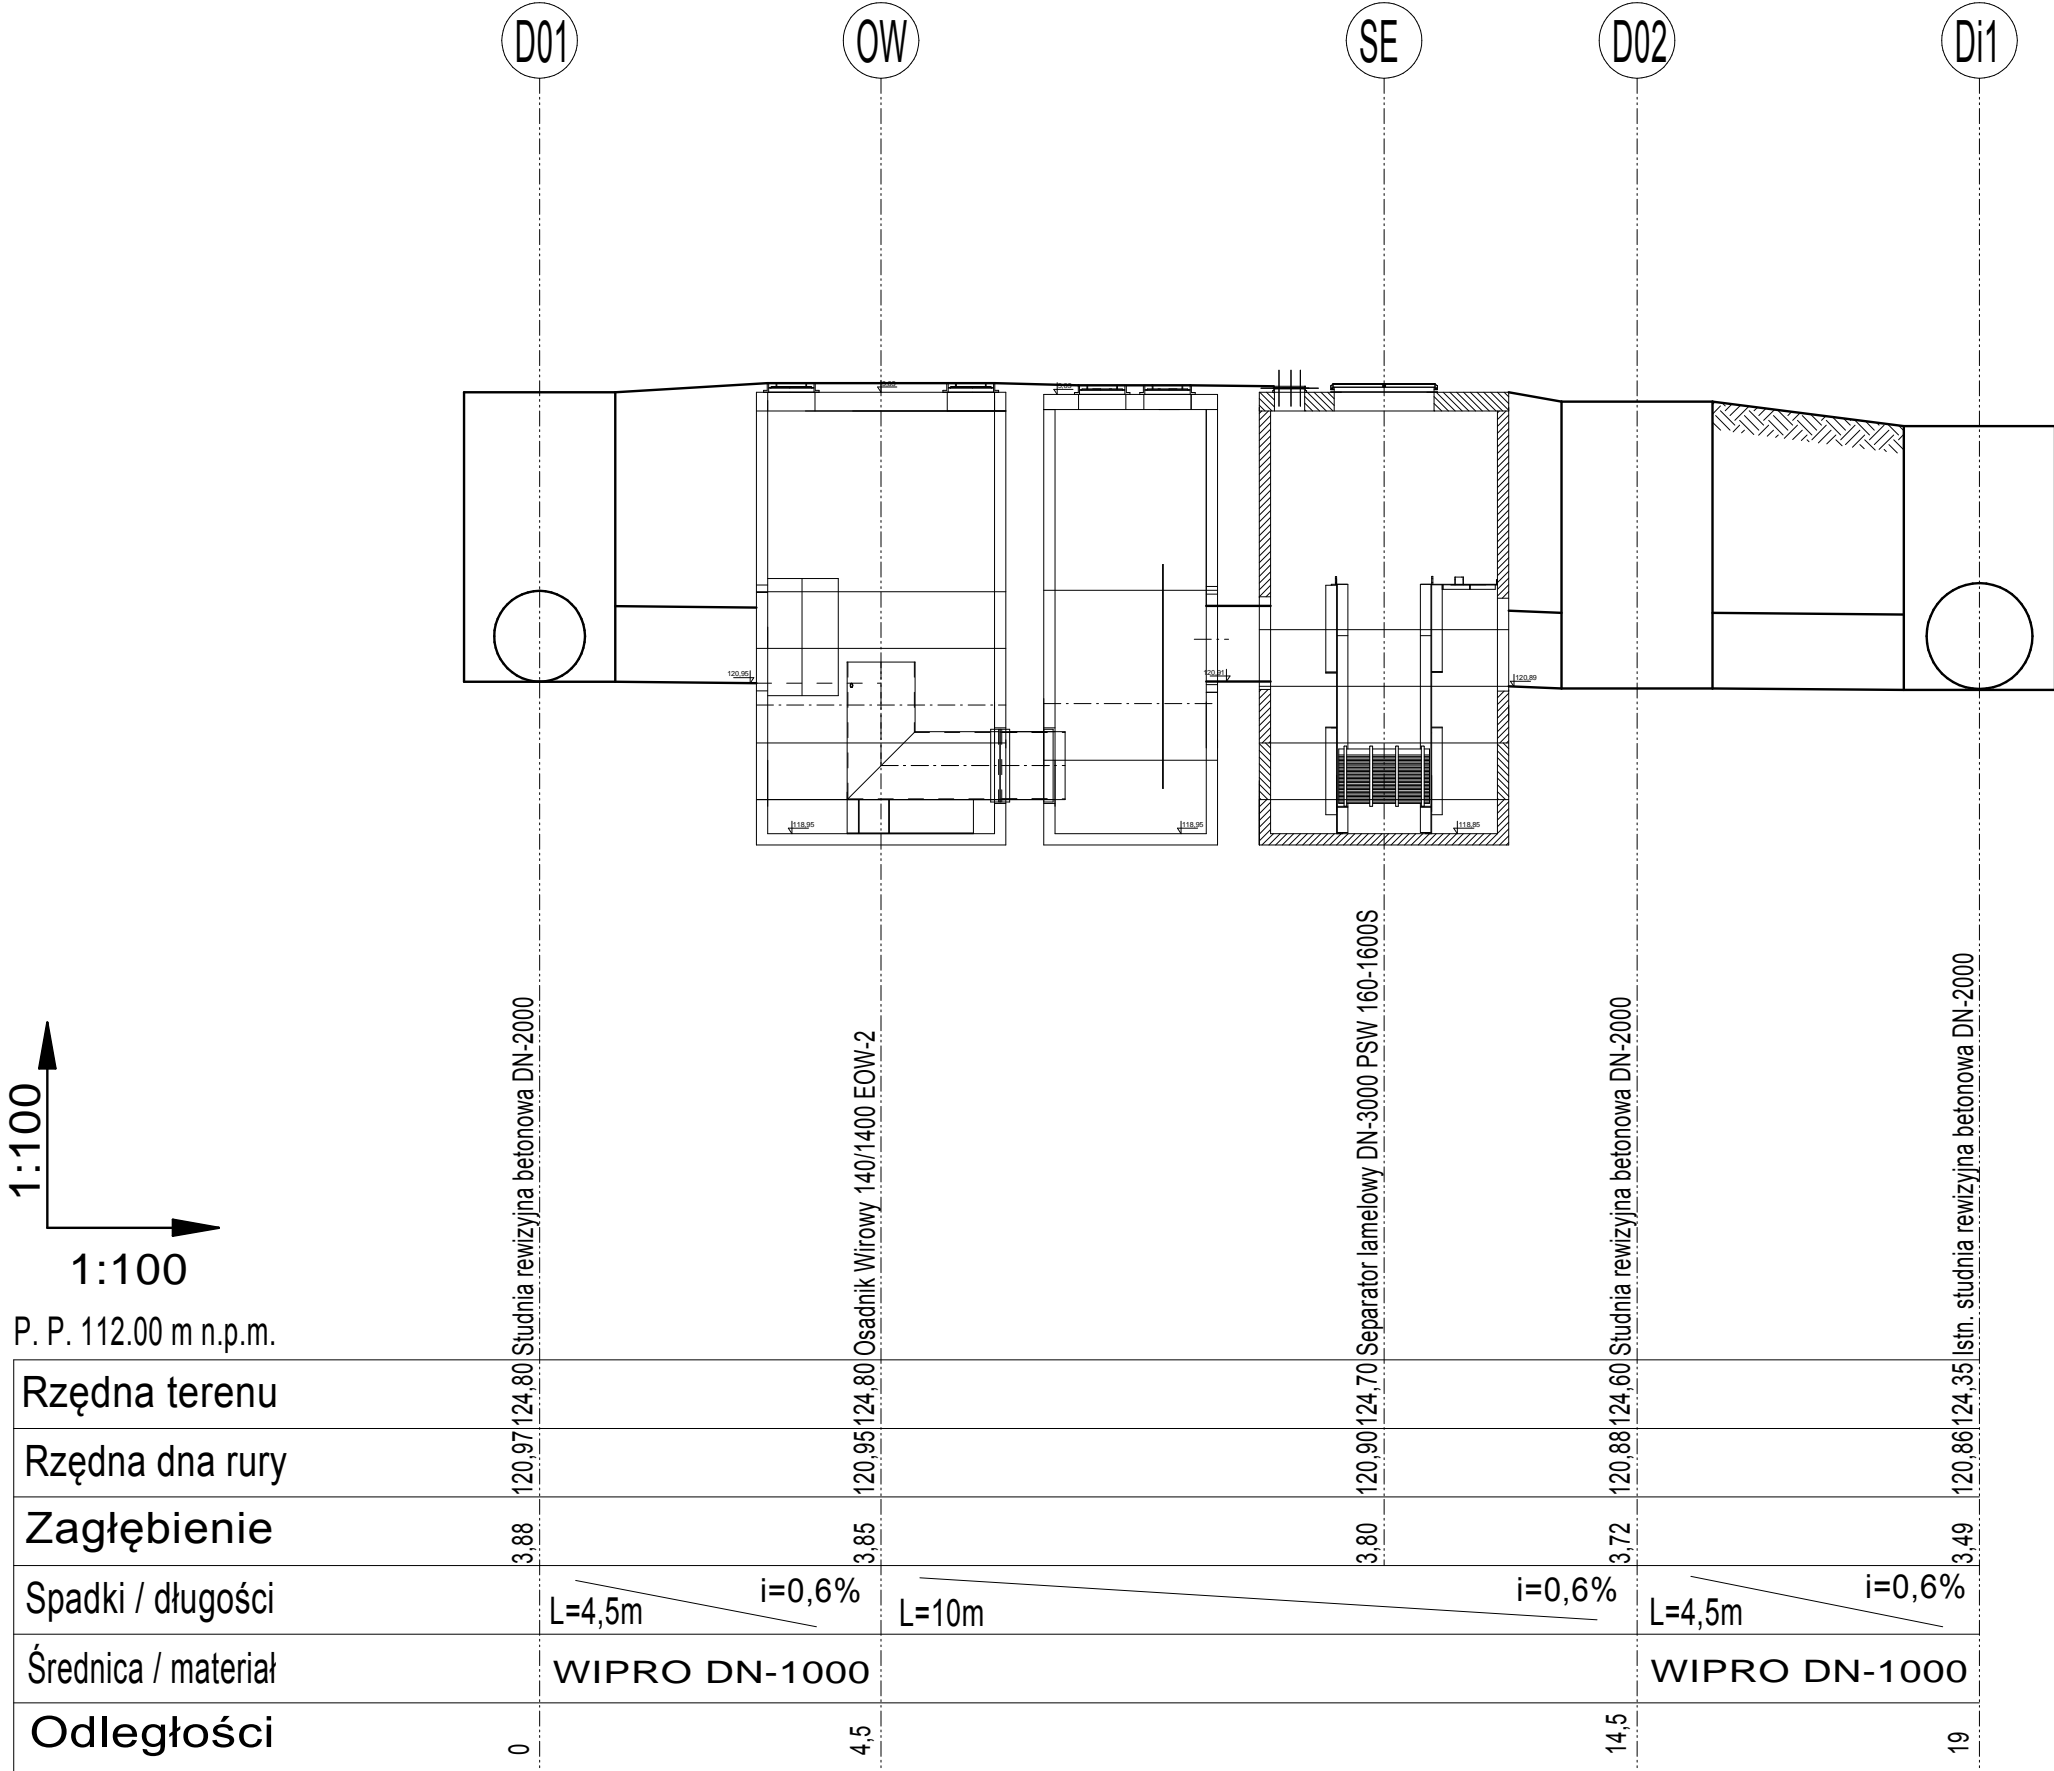 D01 OW SE D02 Di1
0.00
0.00
120,95
120,91
120,89
118,95
118,95
118,85
Studnia rewizyjna betonowa DN-2000
Osadnik Wirowy 140/1400 EOW-2
Separator lamelowy DN-3000 PSW 160-1600S
Studnia rewizyjna betonowa DN-2000
Istn. studnia rewizyjna betonowa DN-2000
1:100
1:100
P. P. 112.00 m n.p.m.
Rzędna terenu 124,80 124,80 124,70 124,60 124,35
Rzędna dna rury 120,97 120,95 120,90 120,88 120,86
Zagłębienie 3,88 3,85 3,80 3,72 3,49
Spadki / długości L=4,5m i=0,6% L=10m i=0,6% L=4,5m i=0,6%
Średnica / materiał WIPRO DN-1000 WIPRO DN-1000
Odległości 0 4,5 14,5 19